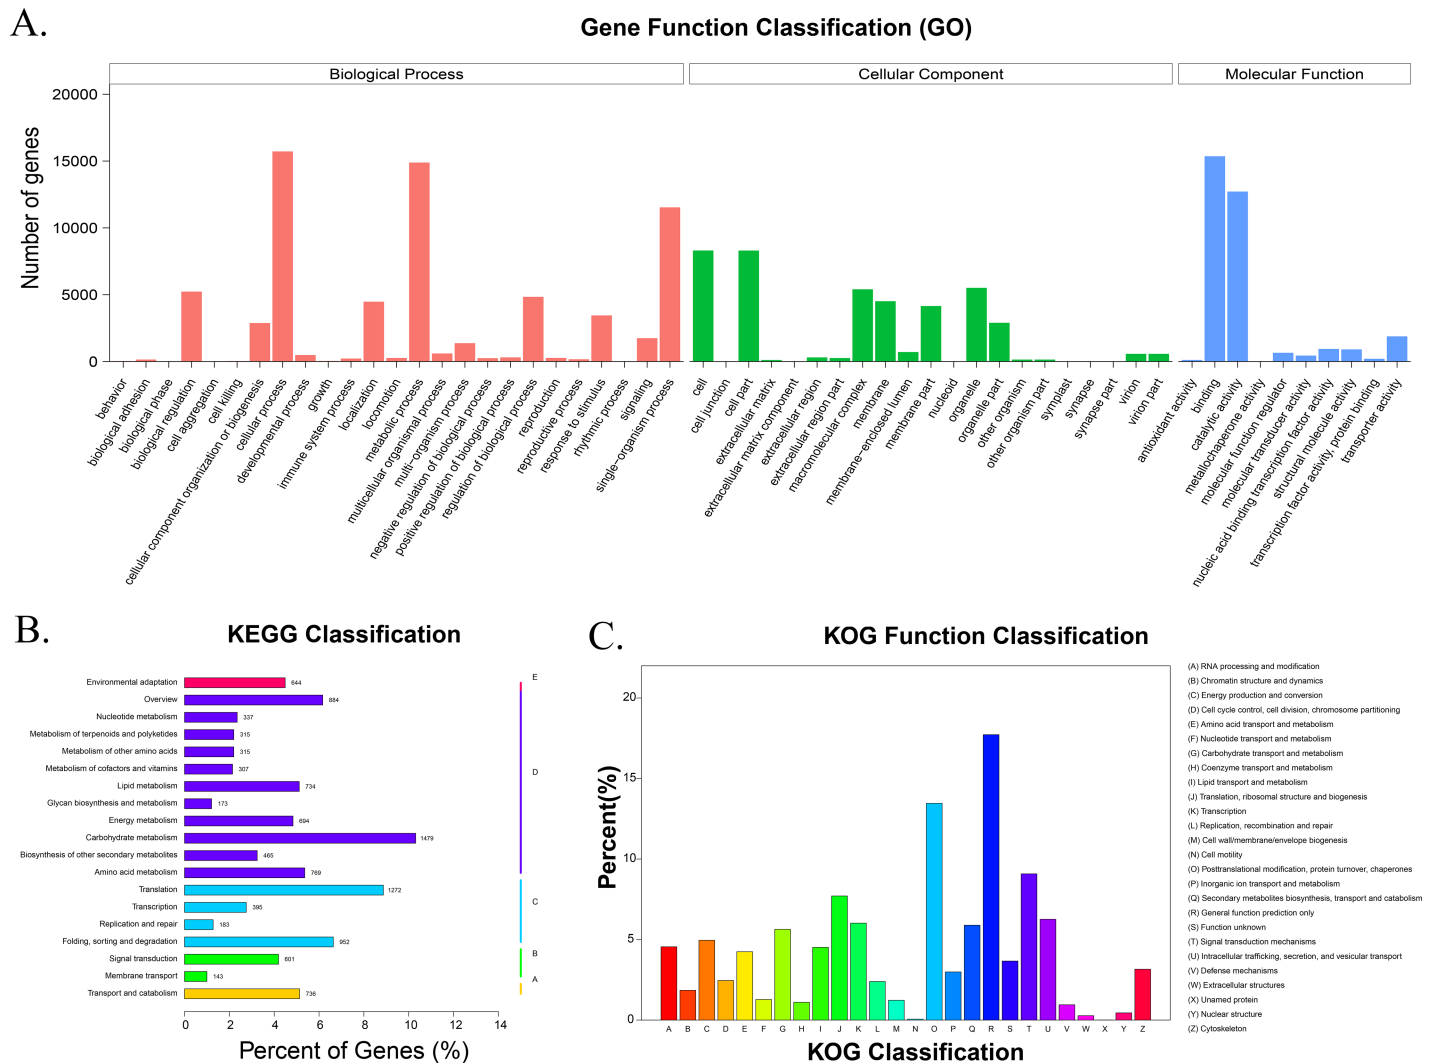 A.
Gene Function Classification (GO)
Biological Process
Cellular Component
Molecular Function
Number of genes
20000
15000
10000
5000
0
behavior
biological adhesion
biological phase
biological regulation
cell aggregation
cell killing
cellular component organization or biogenesis
cellular process
developmental process
growth
immune system process
localization
locomotion
metabolic process
multicellular organismal process
multi-organism process
negative regulation of biological process
positive regulation of biological process
regulation of biological process
reproduction
reproductive process
response to stimulus
rhythmic process
signaling
single-organism process
cell
cell junction
cell part
extracellular matrix
extracellular matrix component
extracellular region
extracellular region part
macromolecular complex
membrane
membrane-enclosed lumen
membrane part
nucleoid
organelle
organelle part
other organism
other organism part
symplast
synapse
synapse part
virion
virion part
antioxidant activity
binding
catalytic activity
metallochaperone activity
molecular function regulator
molecular transducer activity
nucleic acid binding transcription factor activity
structural molecule activity
transcription factor activity, protein binding
transporter activity
B.
KEGG Classification
Environmental adaptation 644
Overview 884
Nucleotide metabolism 337
Metabolism of terpenoids and polyketides 315
Metabolism of other amino acids 315
Metabolism of cofactors and vitamins 307
Lipid metabolism 734
Glycan biosynthesis and metabolism 173
Energy metabolism 694
Carbohydrate metabolism 1479
Biosynthesis of other secondary metabolites 465
Amino acid metabolism 769
Translation 1272
Transcription 395
Replication and repair 183
Folding, sorting and degradation 952
Signal transduction 601
Membrane transport 143
Transport and catabolism 736
E
D
C
B
A
0 2 4 6 8 10 12 14
Percent of Genes (%)
C.
KOG Function Classification
Percent(%)
20
15
10
5
0
A B C D E F G H I J K L M N O P Q R S T U V W X Y Z
KOG Classification
(A) RNA processing and modification
(B) Chromatin structure and dynamics
(C) Energy production and conversion
(D) Cell cycle control, cell division, chromosome partitioning
(E) Amino acid transport and metabolism
(F) Nucleotide transport and metabolism
(G) Carbohydrate transport and metabolism
(H) Coenzyme transport and metabolism
(I) Lipid transport and metabolism
(J) Translation, ribosomal structure and biogenesis
(K) Transcription
(L) Replication, recombination and repair
(M) Cell wall/membrane/envelope biogenesis
(N) Cell motility
(O) Posttranslational modification, protein turnover, chaperones
(P) Inorganic ion transport and metabolism
(Q) Secondary metabolites biosynthesis, transport and catabolism
(R) General function prediction only
(S) Function unknown
(T) Signal transduction mechanisms
(U) Intracellular trafficking, secretion, and vesicular transport
(V) Defense mechanisms
(W) Extracellular structures
(X) Unamed protein
(Y) Nuclear structure
(Z) Cytoskeleton